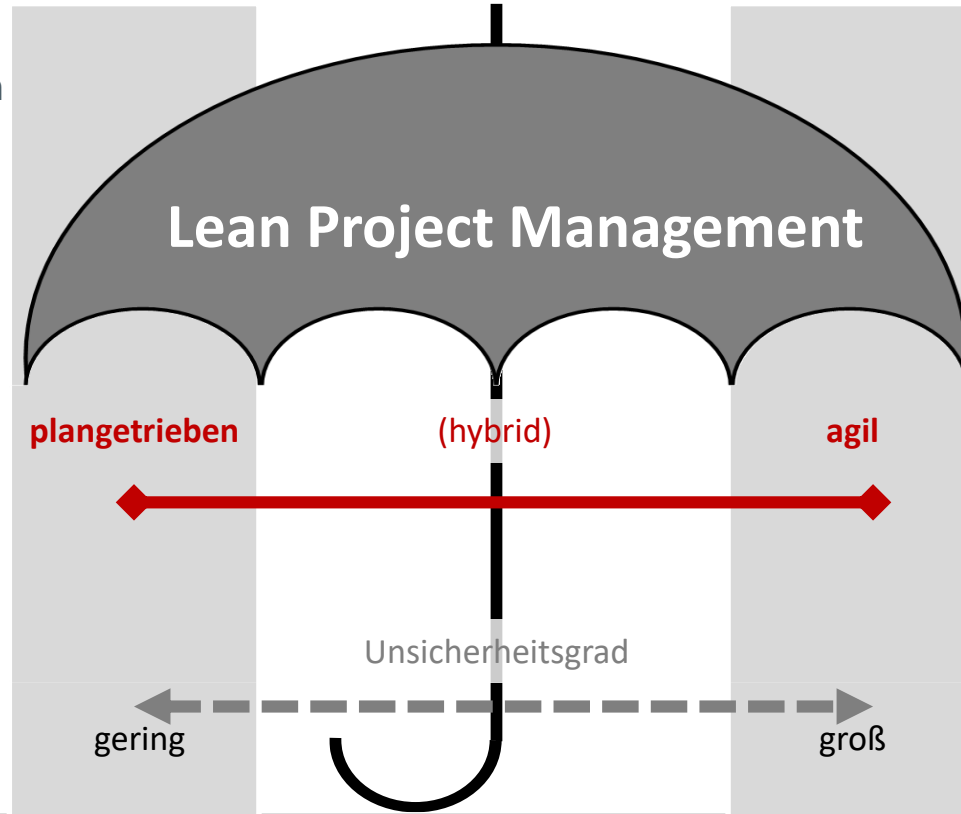 Lean Project Management
plangetrieben
(hybrid)
agil
Unsicherheitsgrad
gering
groß